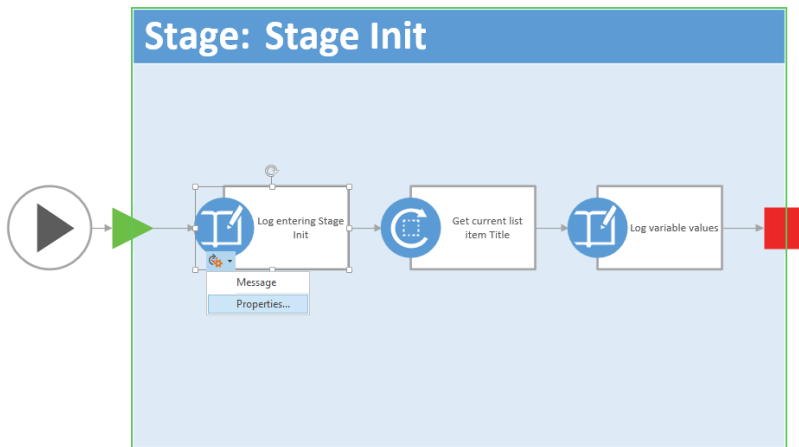 Stage: Stage Init
Log entering Stage
Init
Get current list
item Title
Log variable values
Message
Properties...